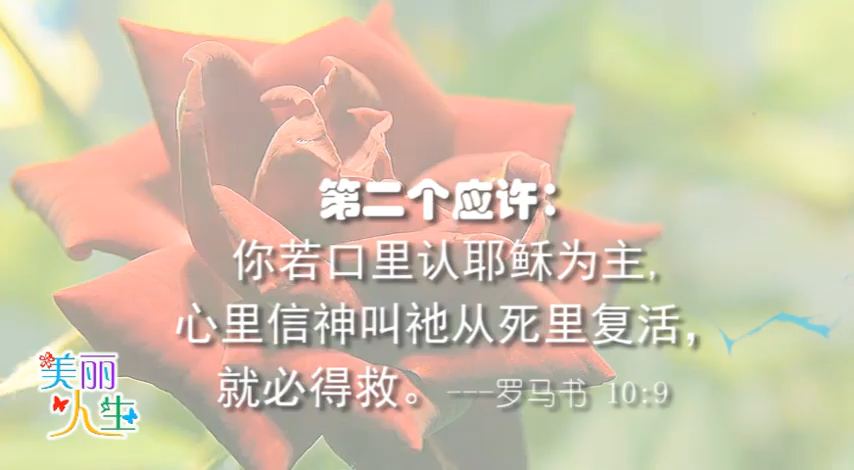 第二个应许：
你若口里认耶稣为主,
心里信神叫祂从死里复活，
就必得救。---罗马书 10:9
美丽
人生